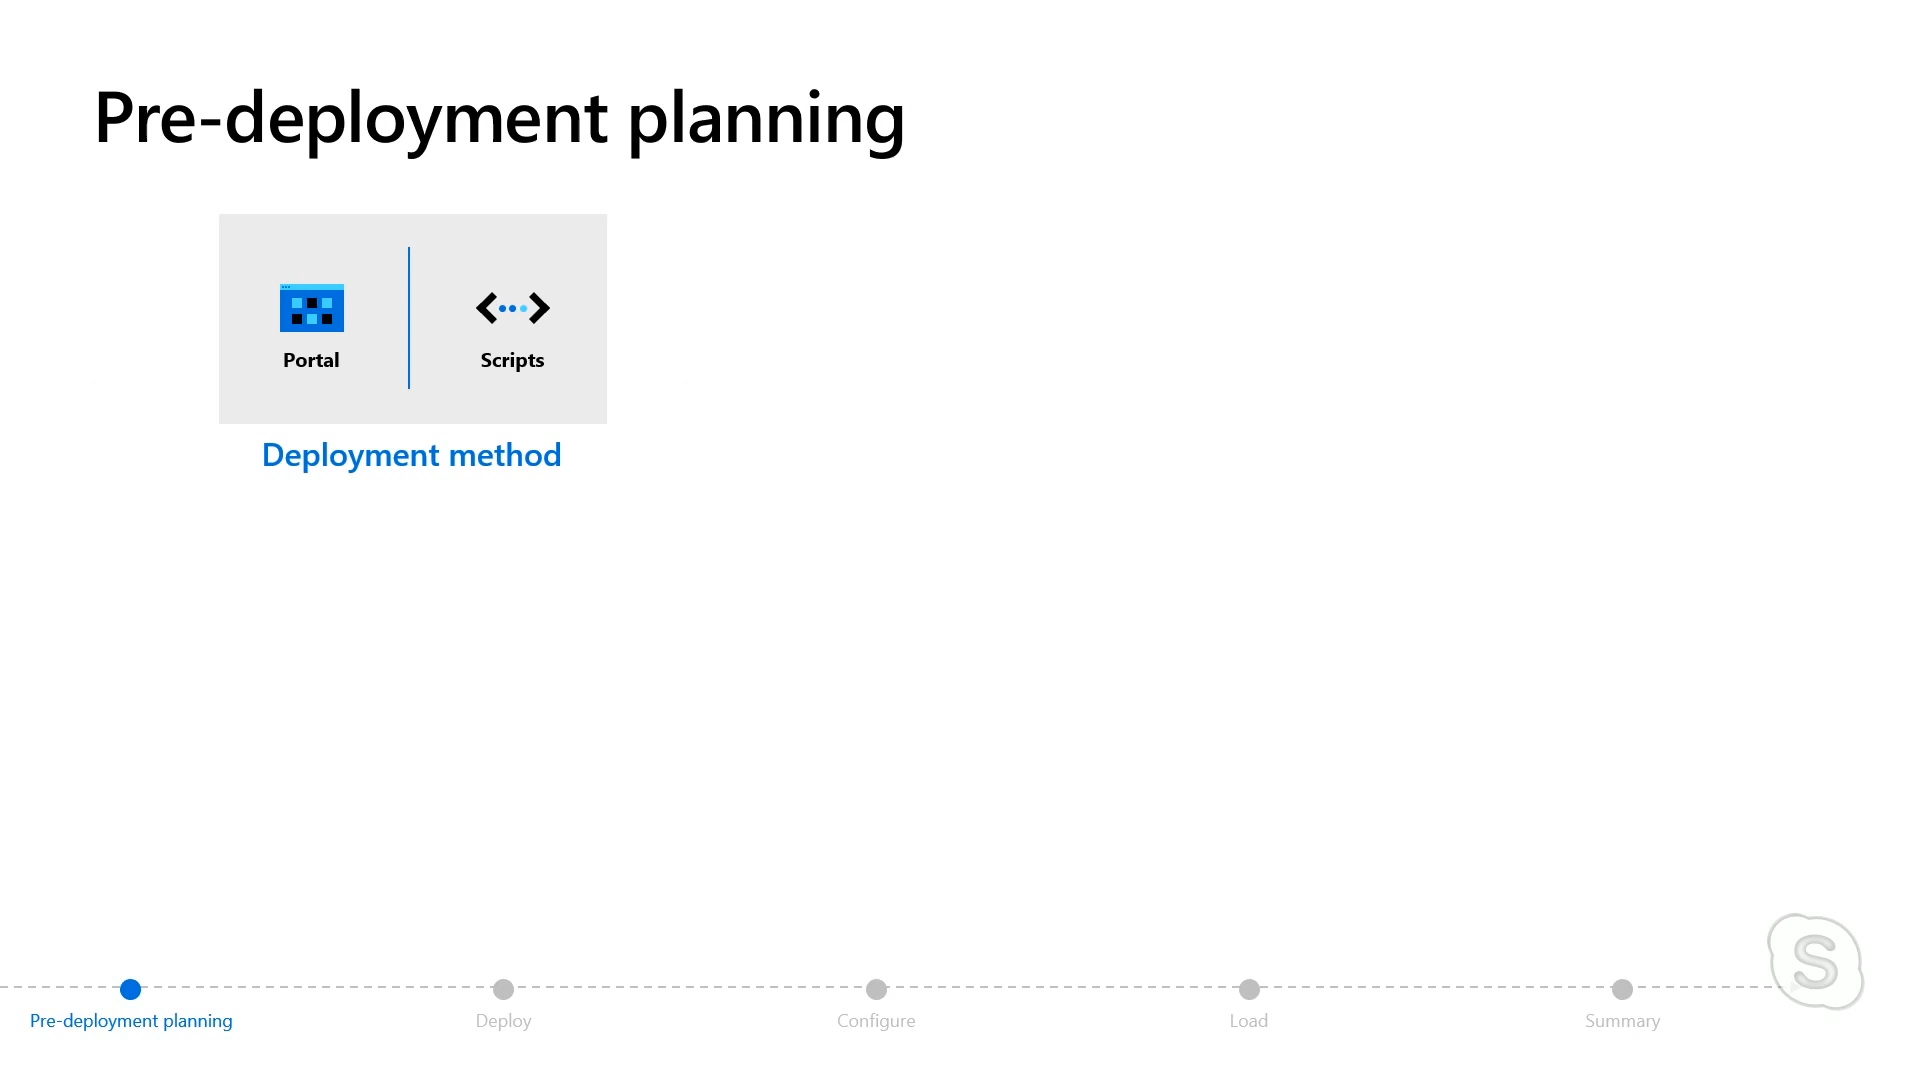 Pre-deployment planning
Portal
Scripts
Deployment method
S
Pre-deployment planning
Deploy
Configure
Load
Summary